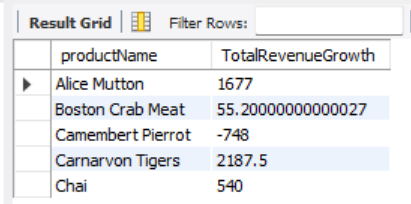 Result Grid Filter Rows:
productName TotalRevenueGrowth
Alice Mutton 1677
Boston Crab Meat 55.20000000000027
Camembert Pierrot -748
Carnarvon Tigers 2187.5
Chai 540